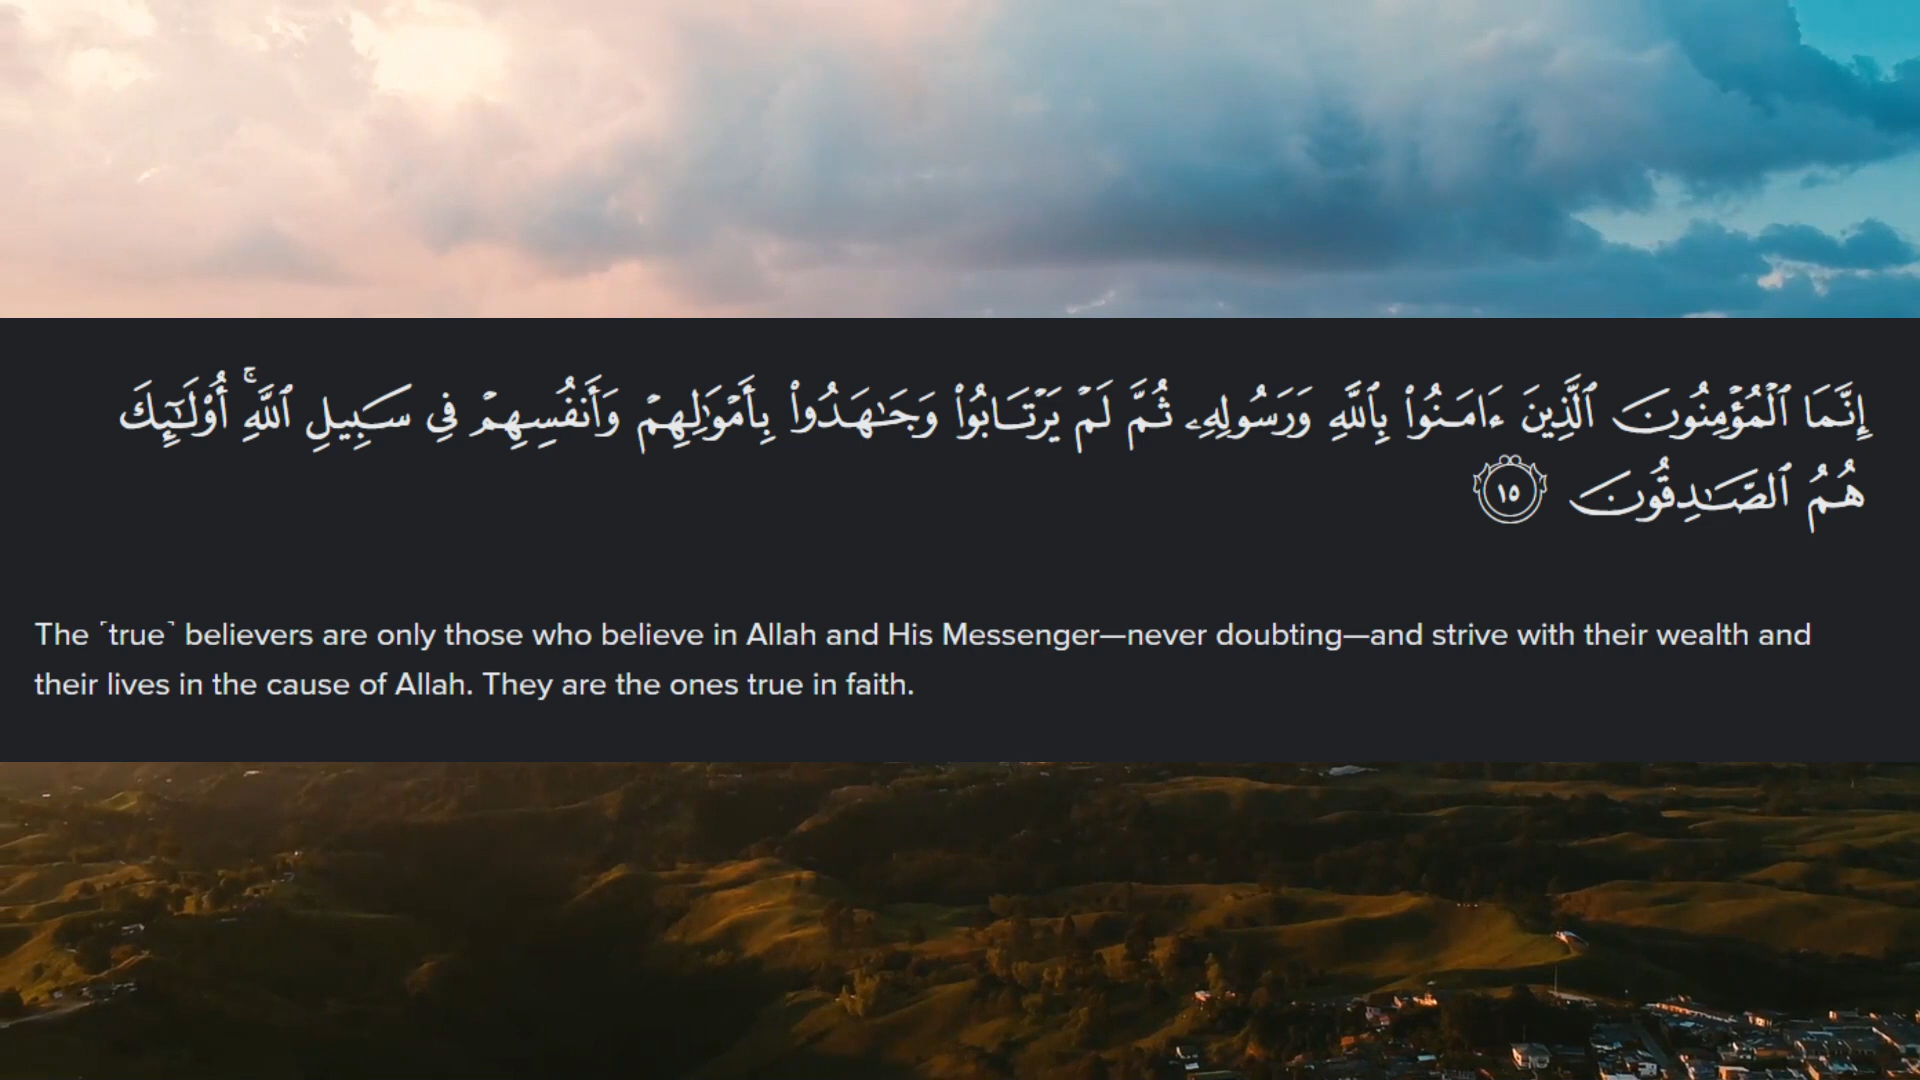 إِنَّمَا ٱلْمُؤْمِنُونَ ٱلَّذِينَ ءَامَنُوا۟ بِٱللَّهِ وَرَسُولِهِۦ ثُمَّ لَمْ يَرْتَابُوا۟ وَجَـٰهَدُوا۟ بِأَمْوَٰلِهِمْ وَأَنفُسِهِمْ فِى سَبِيلِ ٱللَّهِ ۚ أُو۟لَـٰٓئِكَ
هُمُ ٱلصَّـٰدِقُونَ ١٥
The ˹true˺ believers are only those who believe in Allah and His Messenger—never doubting—and strive with their wealth and
their lives in the cause of Allah. They are the ones true in faith.